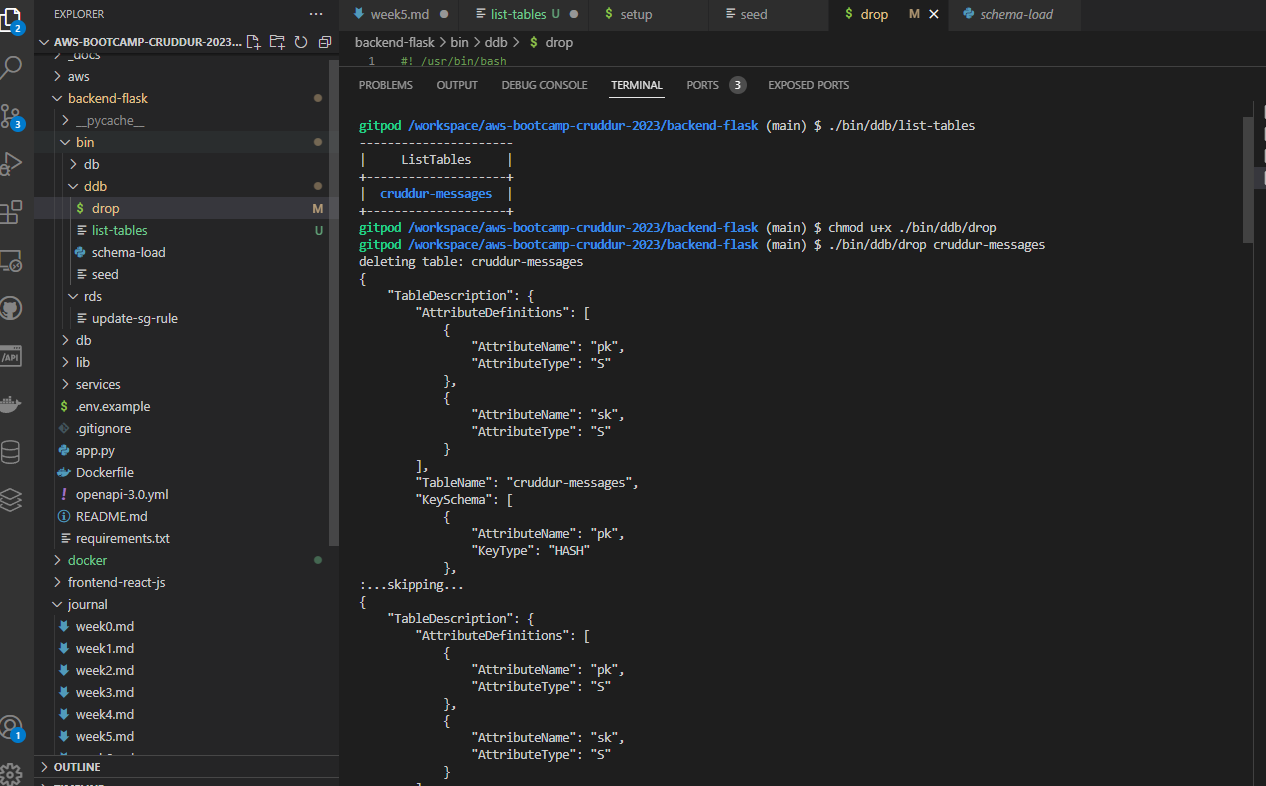 EXPLORER
AWS-BOOTCAMP-CRUDDUR-2023...
_docs
aws
backend-flask
__pycache__
bin
db
ddb
drop M
list-tables U
schema-load
seed
rds
update-sg-rule
db
lib
services
.env.example
.gitignore
app.py
Dockerfile
openapi-3.0.yml
README.md
requirements.txt
docker
frontend-react-js
journal
week0.md
week1.md
week2.md
week3.md
week4.md
week5.md
OUTLINE
2
3
/API
1
week5.md
list-tables U
setup
seed
drop M
schema-load
backend-flask > bin > ddb > $ drop
1 #! /usr/bin/bash
PROBLEMS OUTPUT DEBUG CONSOLE TERMINAL PORTS 3 EXPOSED PORTS
gitpod /workspace/aws-bootcamp-cruddur-2023/backend-flask (main) $ ./bin/ddb/list-tables
----------------------
|     ListTables     |
+--------------------+
|  cruddur-messages  |
+--------------------+
gitpod /workspace/aws-bootcamp-cruddur-2023/backend-flask (main) $ chmod u+x ./bin/ddb/drop
gitpod /workspace/aws-bootcamp-cruddur-2023/backend-flask (main) $ ./bin/ddb/drop cruddur-messages
deleting table: cruddur-messages
{
    "TableDescription": {
        "AttributeDefinitions": [
            {
                "AttributeName": "pk",
                "AttributeType": "S"
            },
            {
                "AttributeName": "sk",
                "AttributeType": "S"
            }
        ],
        "TableName": "cruddur-messages",
        "KeySchema": [
            {
                "AttributeName": "pk",
                "KeyType": "HASH"
            },
:...skipping...
{
    "TableDescription": {
        "AttributeDefinitions": [
            {
                "AttributeName": "pk",
                "AttributeType": "S"
            },
            {
                "AttributeName": "sk",
                "AttributeType": "S"
            }